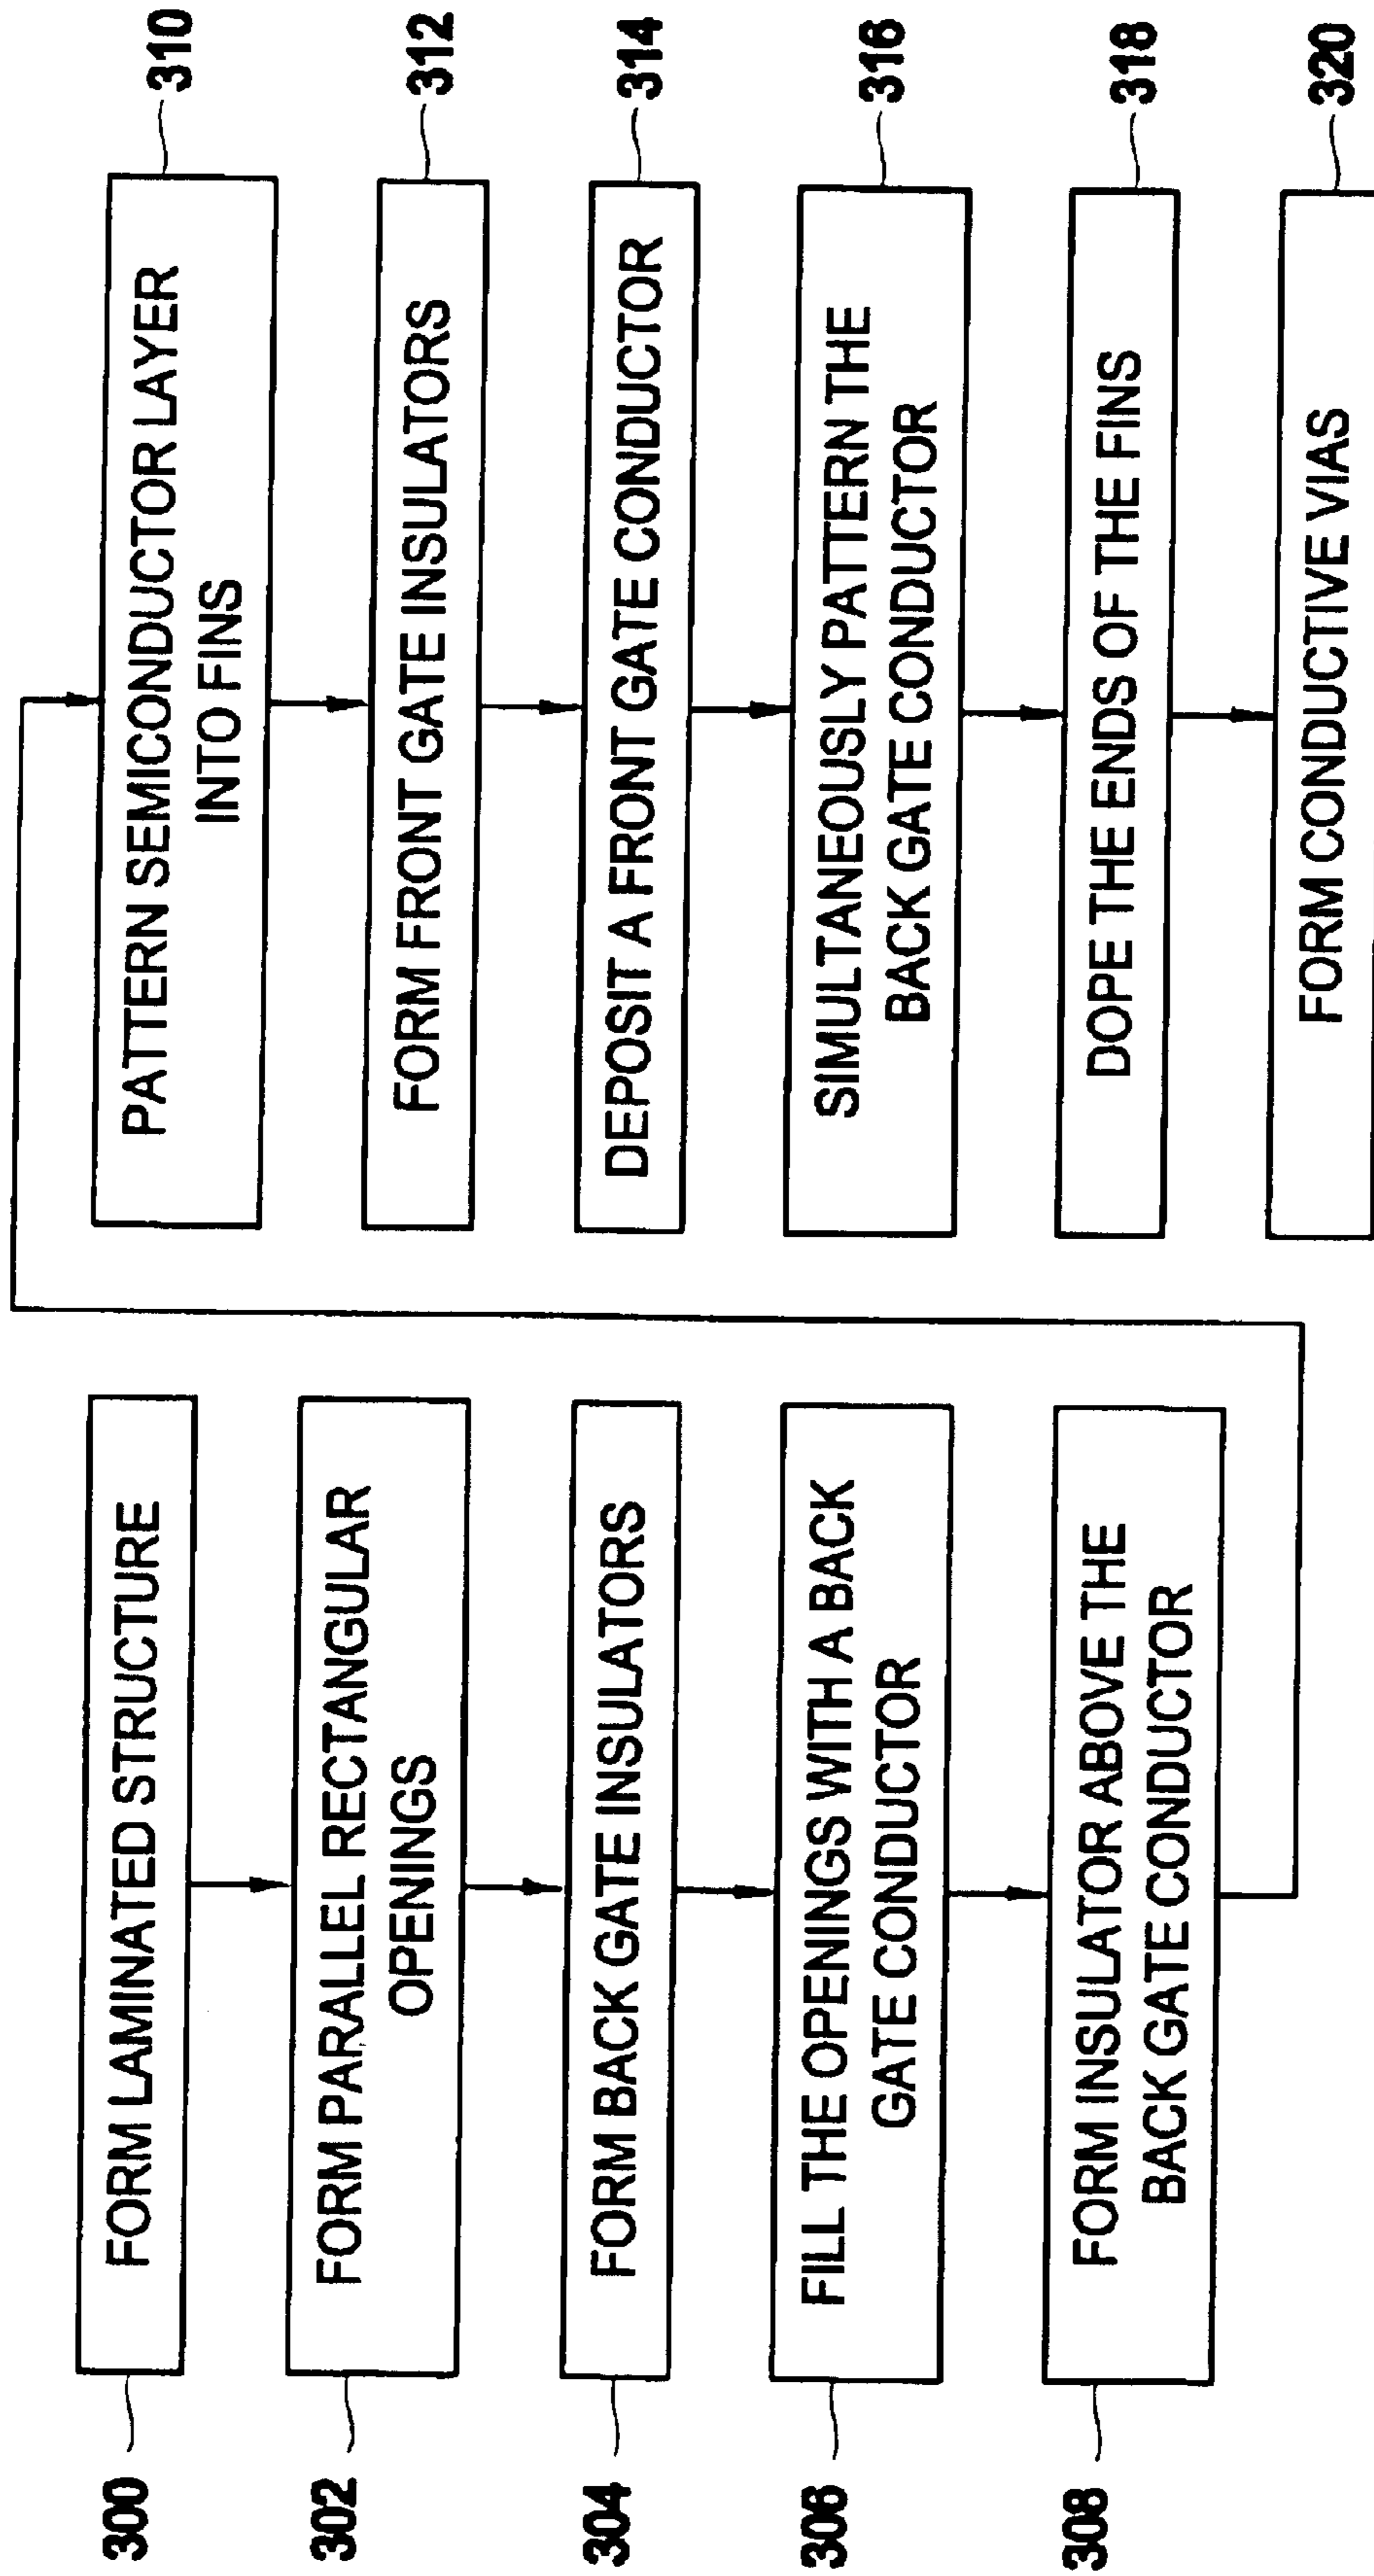 300
FORM LAMINATED STRUCTURE
302
FORM PARALLEL RECTANGULAR
OPENINGS
304
FORM BACK GATE INSULATORS
306
FILL THE OPENINGS WITH A BACK
GATE CONDUCTOR
308
FORM INSULATOR ABOVE THE
BACK GATE CONDUCTOR
PATTERN SEMICONDUCTOR LAYER
INTO FINS
310
FORM FRONT GATE INSULATORS
312
DEPOSIT A FRONT GATE CONDUCTOR
314
SIMULTANEOUSLY PATTERN THE
BACK GATE CONDUCTOR
316
DOPE THE ENDS OF THE FINS
318
FORM CONDUCTIVE VIAS
320